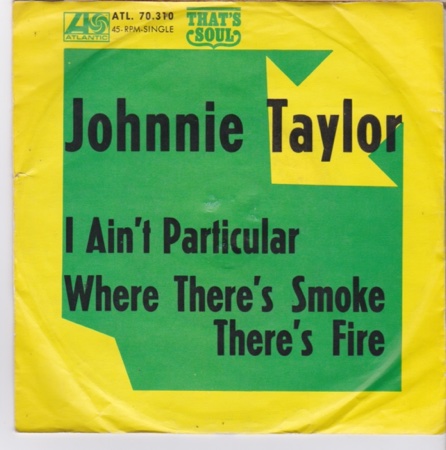 ATLANTIC
ATL. 70.310
45-RPM-SINGLE
THAT'S
SOUL
Johnnie Taylor
I Ain't Particular
Where There's Smoke
There's Fire